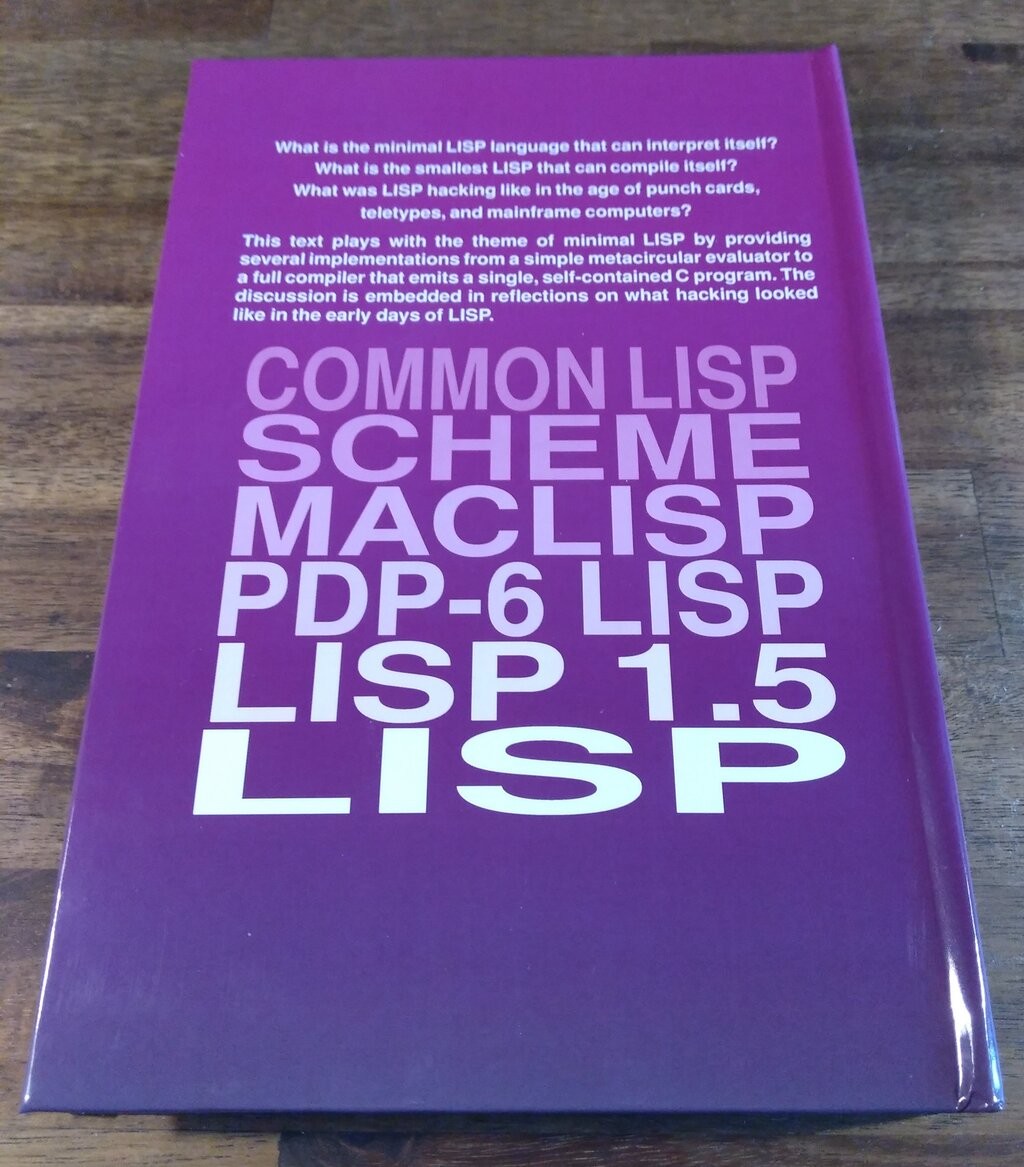 What is the minimal LISP language that can interpret itself?
What is the smallest LISP that can compile itself?
What was LISP hacking like in the age of punch cards,
teletypes, and mainframe computers?
This text plays with the theme of minimal LISP by providing
several implementations from a simple metacircular evaluator to
a full compiler that emits a single, self-contained C program. The
discussion is embedded in reflections on what hacking looked
like in the early days of LISP.
COMMON LISP
SCHEME
MACLISP
PDP-6 LISP
LISP 1.5
LISP